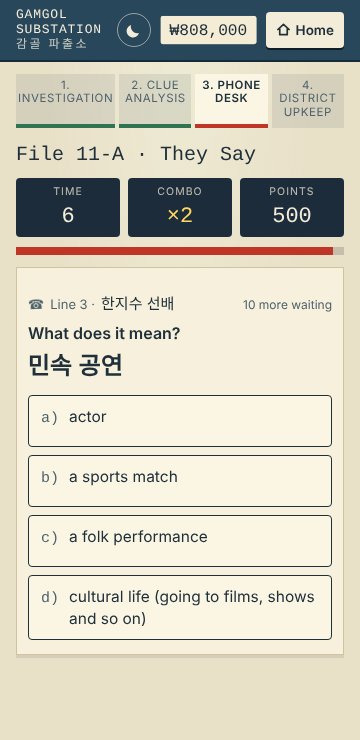 GAMGOL
SUBSTATION
감골 파출소
₩808,000
Home
1.
INVESTIGATION
2. CLUE
ANALYSIS
3. PHONE
DESK
4.
DISTRICT
UPKEEP
File 11-A · They Say
TIME
6
COMBO
×2
POINTS
500
☎ Line 3 · 한지수 선배
10 more waiting
What does it mean?
민속 공연
a) actor
b) a sports match
c) a folk performance
d) cultural life (going to films, shows
and so on)